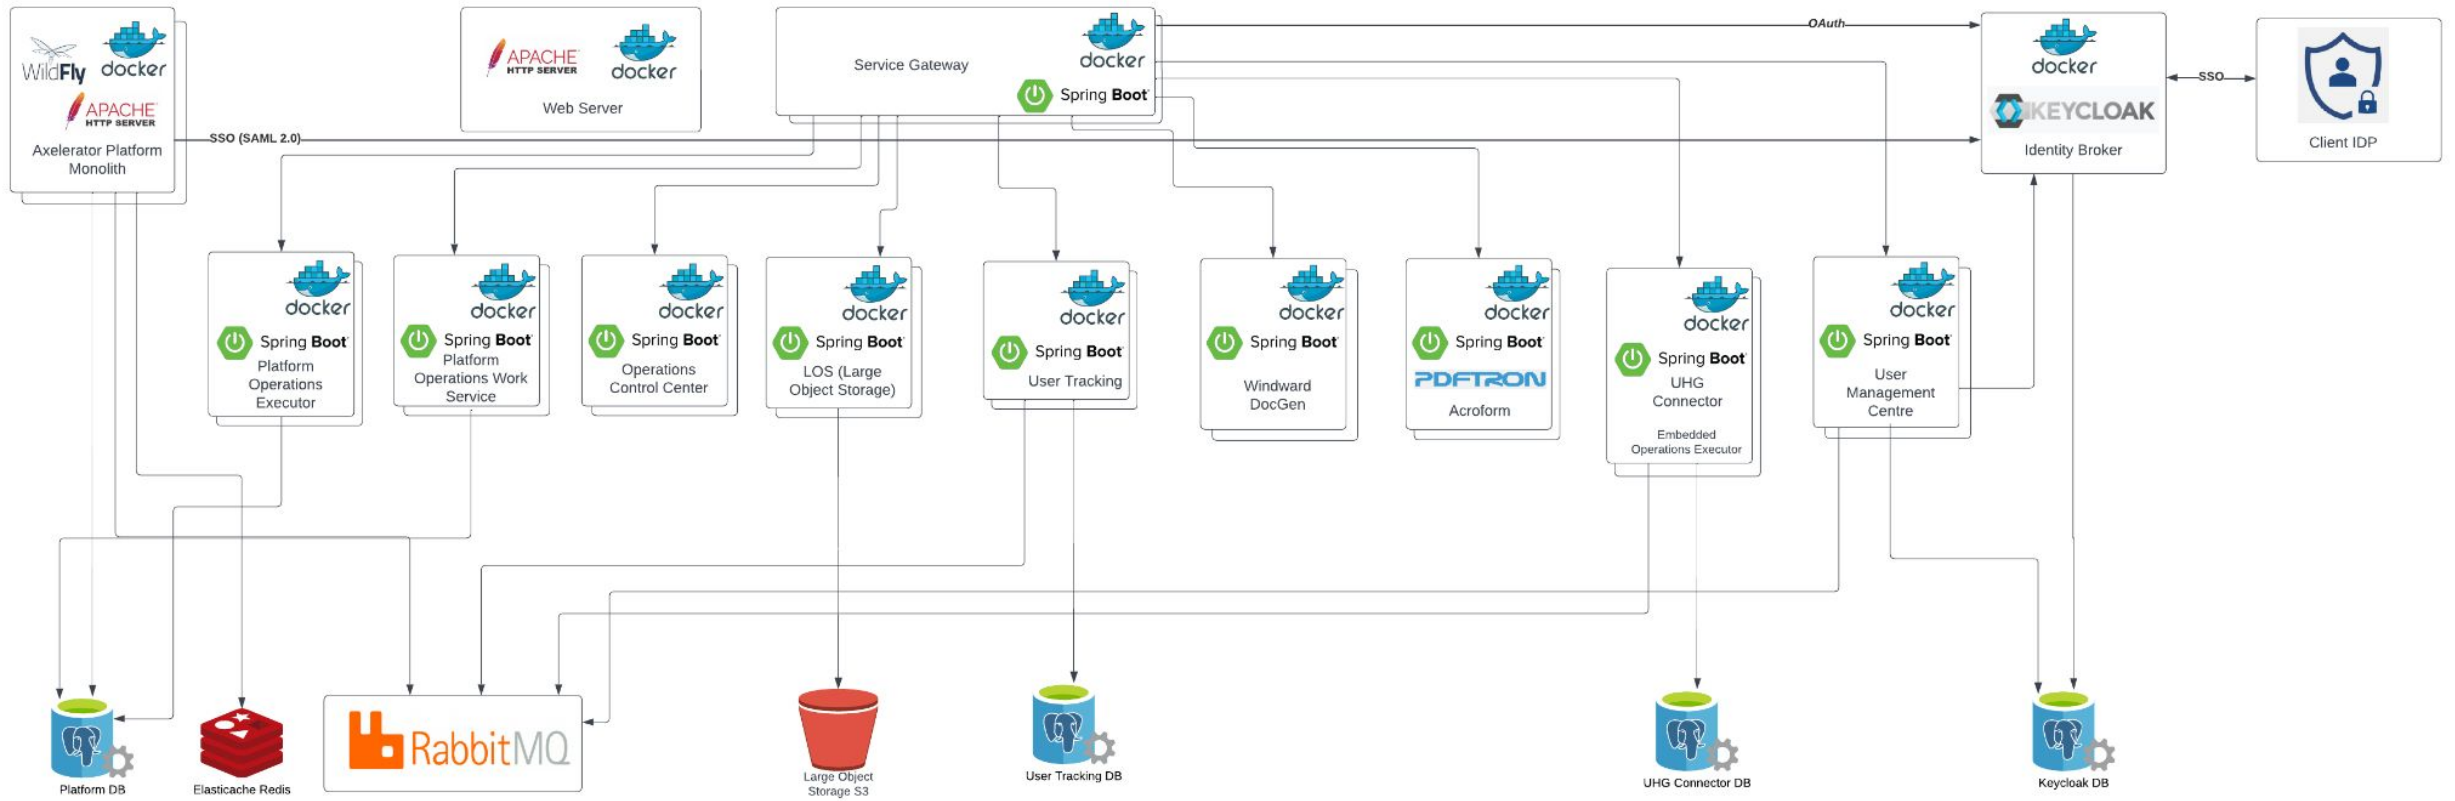 WildFly
docker
APACHE
HTTP SERVER
Axelerator Platform
Monolith
APACHE
HTTP SERVER
docker
Web Server
Service Gateway
docker
Spring Boot
OAuth
SSO (SAML 2.0)
docker
KEYCLOAK
Identity Broker
SSO
Client IDP
docker
Spring Boot
Platform
Operations
Executor
docker
Spring Boot
Platform
Operations Work
Service
docker
Spring Boot
Operations
Control Center
docker
Spring Boot
LOS (Large
Object Storage)
docker
Spring Boot
User Tracking
docker
Spring Boot
Windward
DocGen
docker
Spring Boot
PDFTRON
Acroform
docker
Spring Boot
UHG
Connector
Embedded
Operations Executor
docker
Spring Boot
User
Management
Centre
Platform DB
Elasticache Redis
RabbitMQ
Large Object
Storage S3
User Tracking DB
UHG Connector DB
Keycloak DB